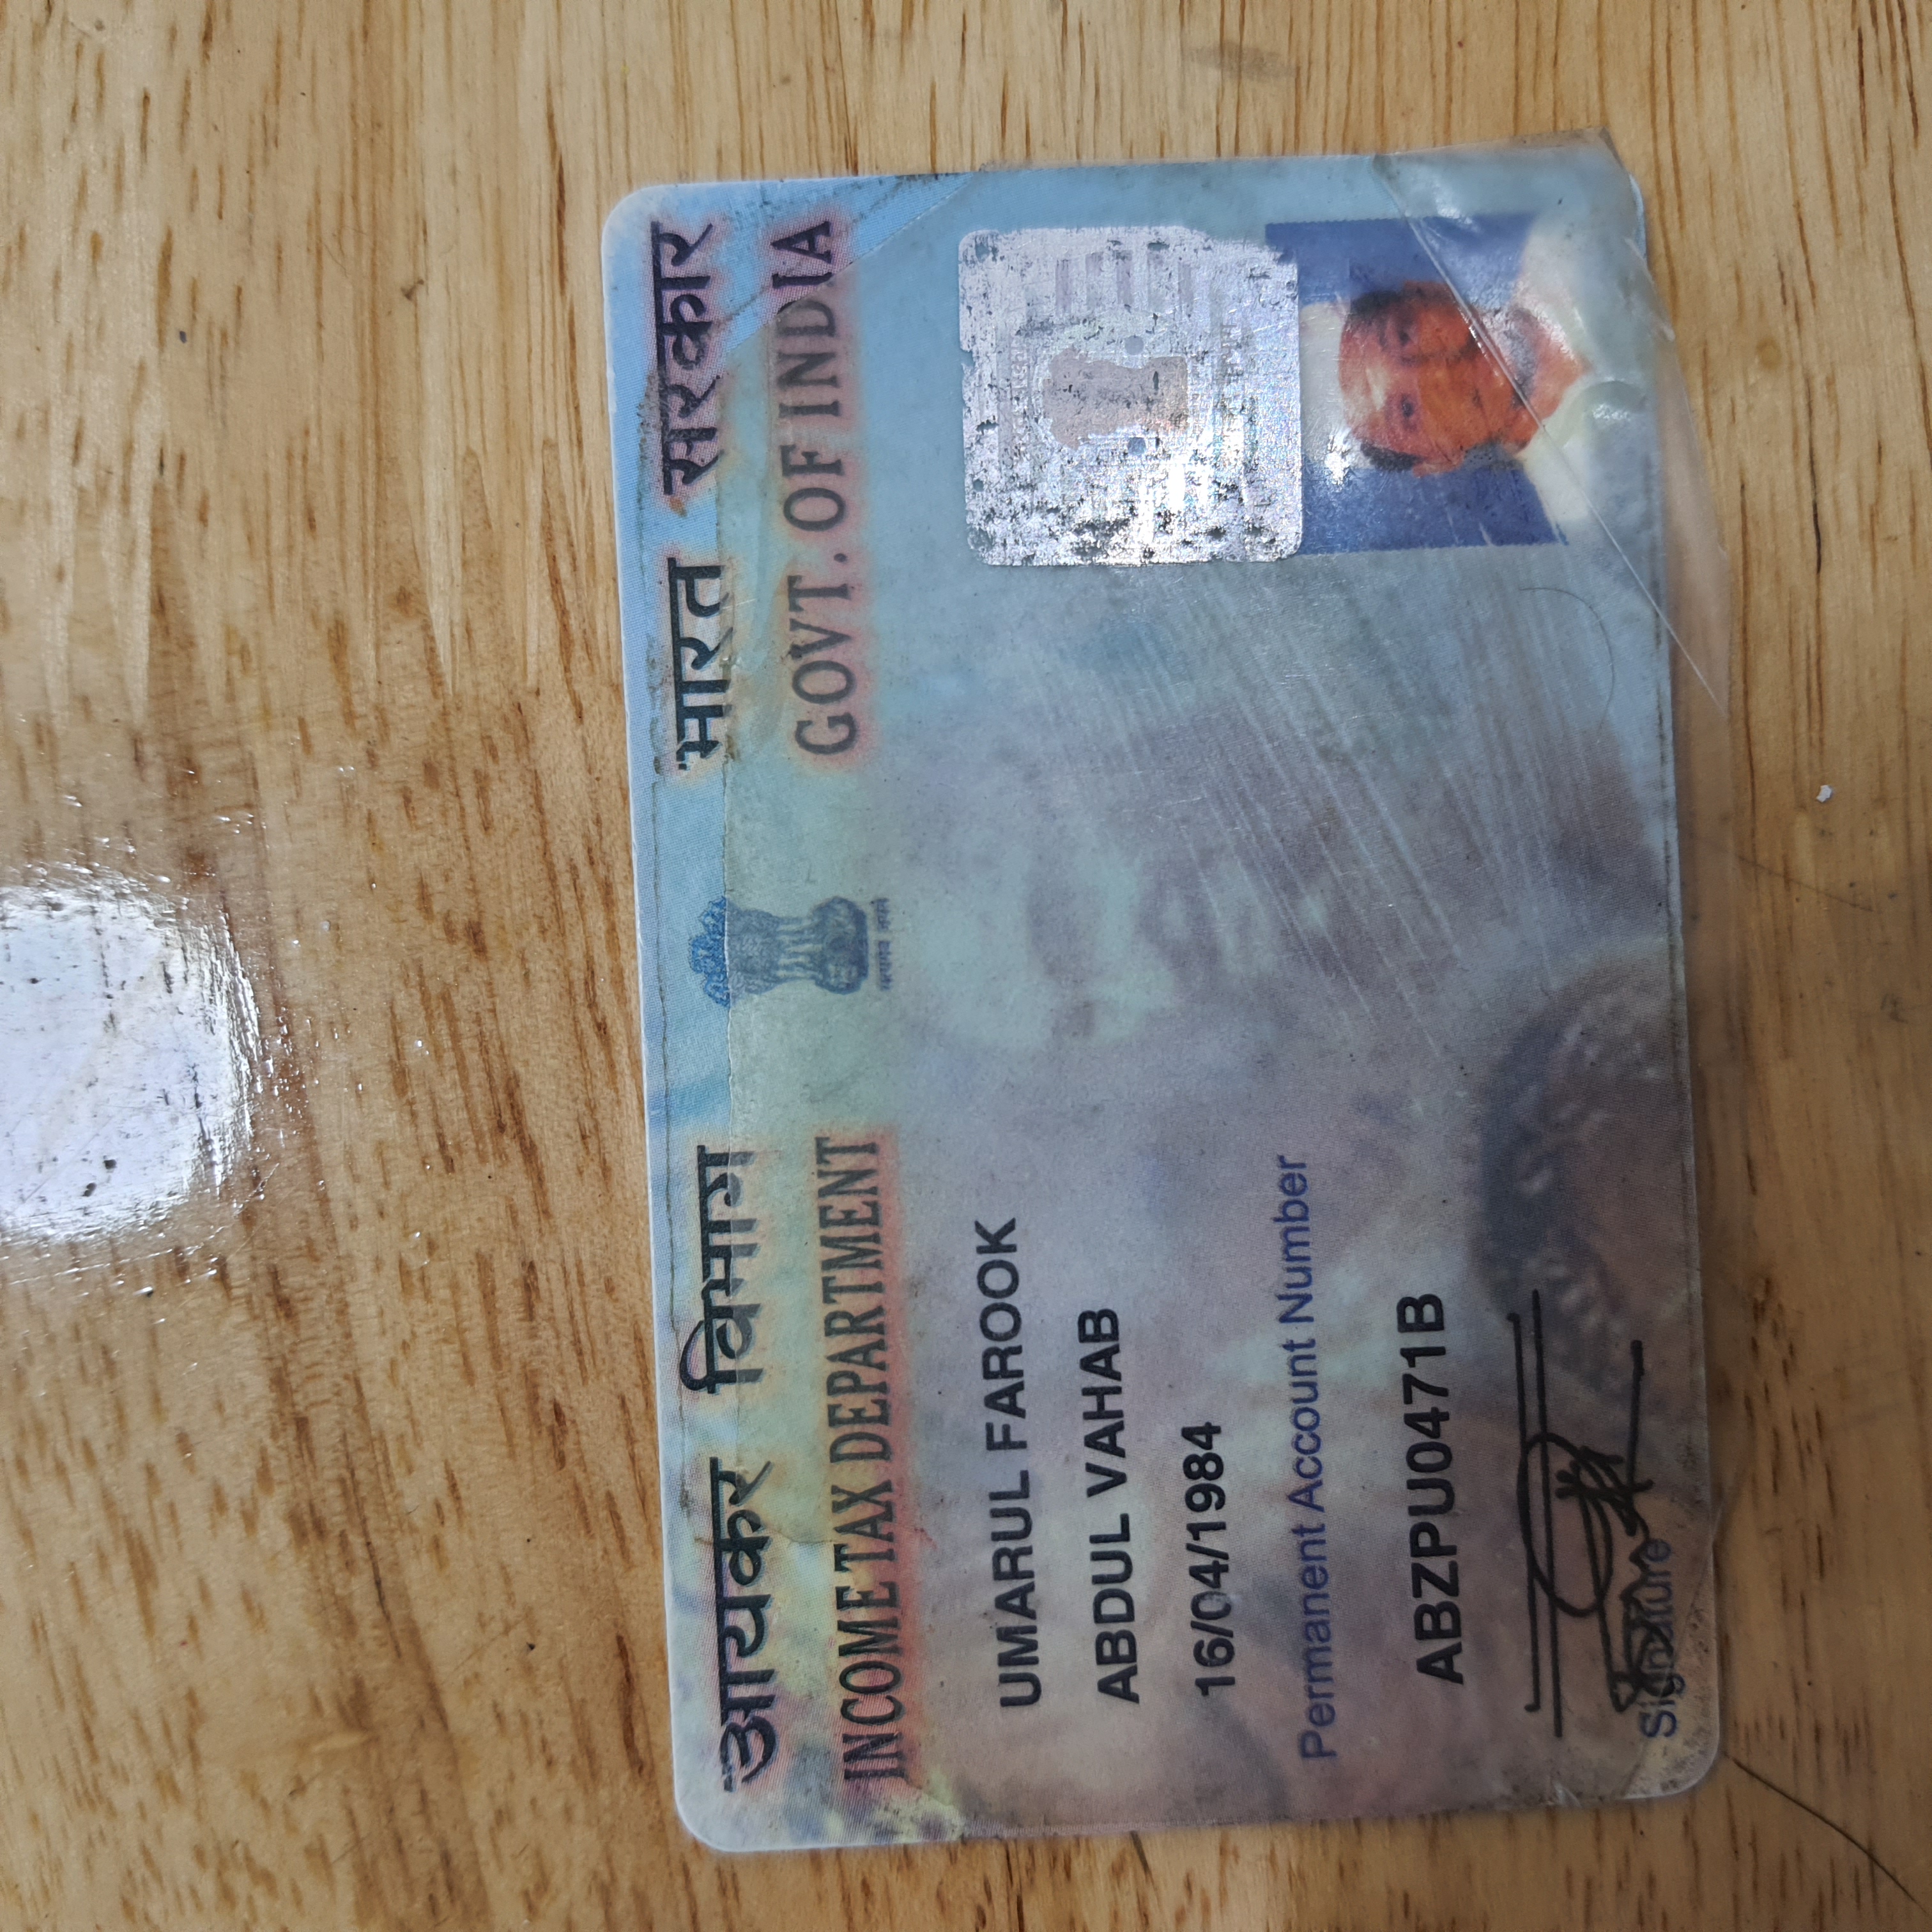 आयकर विभाग
INCOME TAX DEPARTMENT
भारत सरकार
GOVT. OF INDIA
सत्यमेव जयते
UMARUL FAROOK
ABDUL VAHAB
16/04/1984
Permanent Account Number
ABZPU0471B
Signature